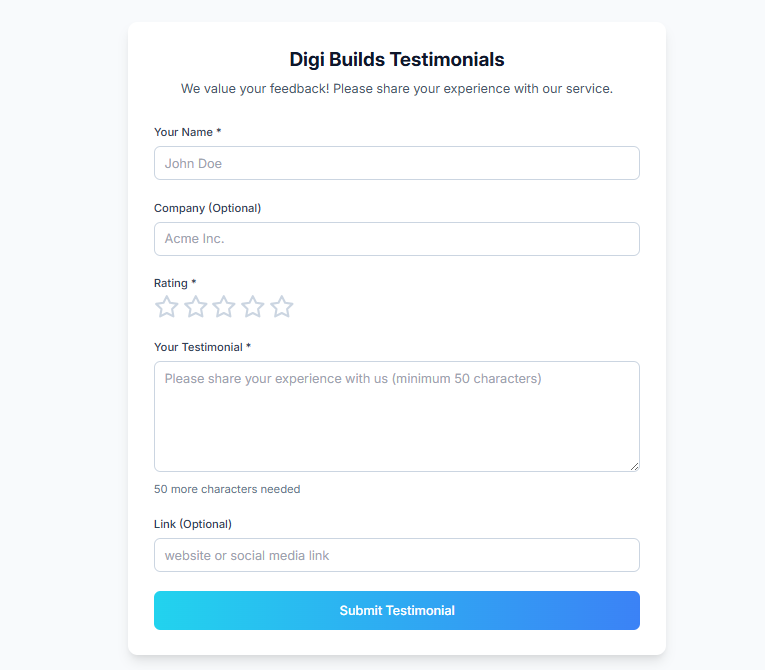 Digi Builds Testimonials
We value your feedback! Please share your experience with our service.
Your Name *
John Doe
Company (Optional)
Acme Inc.
Rating *
Your Testimonial *
Please share your experience with us (minimum 50 characters)
50 more characters needed
Link (Optional)
website or social media link
Submit Testimonial